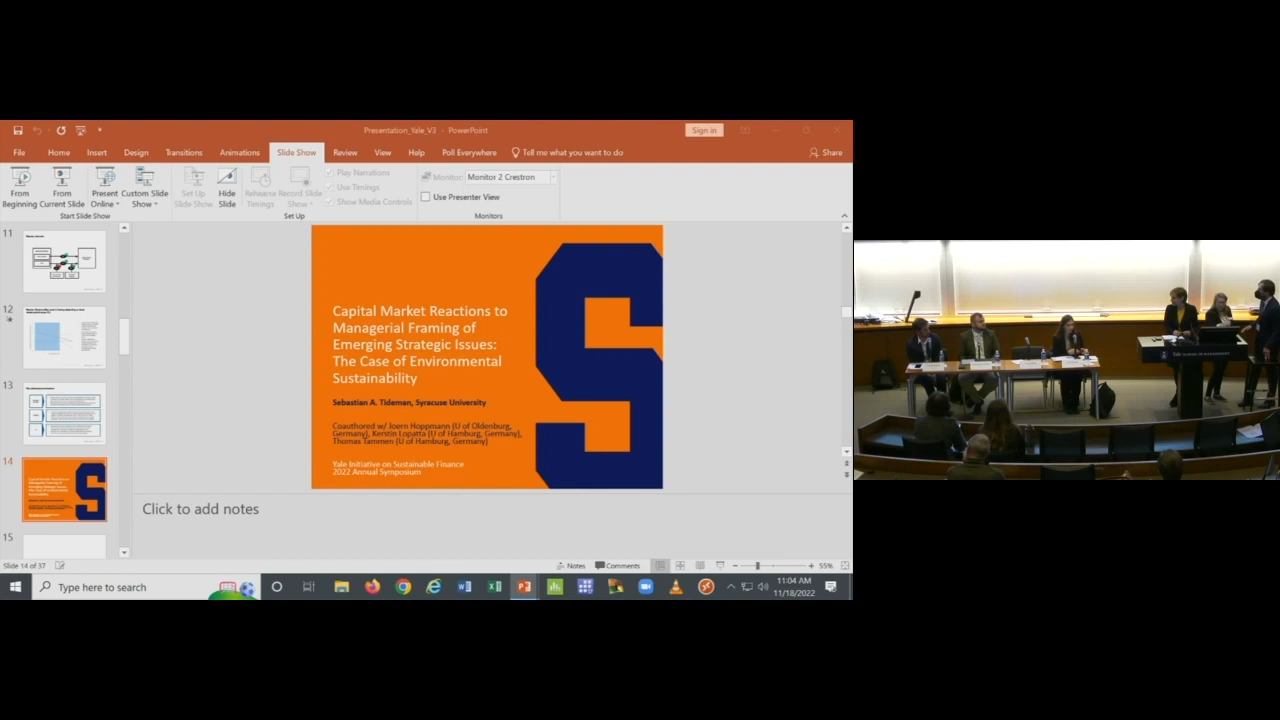 Presentation_Yale_V3 - PowerPoint
Sign in
File Home Insert Design Transitions Animations Slide Show Review View Help Poll Everywhere Tell me what you want to do
Share
From Beginning
From Current Slide
Present Online
Custom Slide Show
Set Up Slide Show
Hide Slide
Rehearse Timings
Record Slide Show
Play Narrations
Use Timings
Show Media Controls
Monitor: Monitor 2 Crestron
Use Presenter View
Start Slide Show
Set Up
Monitors
11
12
13
14
15
Capital Market Reactions to
Managerial Framing of
Emerging Strategic Issues:
The Case of Environmental
Sustainability
Sebastian A. Tideman, Syracuse University
Coauthored w/ Joern Hoppmann (U of Oldenburg,
Germany), Kerstin Lopatta (U of Hamburg, Germany),
Thomas Tammen (U of Hamburg, Germany)
Yale Initiative on Sustainable Finance
2022 Annual Symposium
S
Click to add notes
Slide 14 of 37
Notes
Comments
55%
Type here to search
11:04 AM
11/18/2022
Yale SCHOOL OF MANAGEMENT